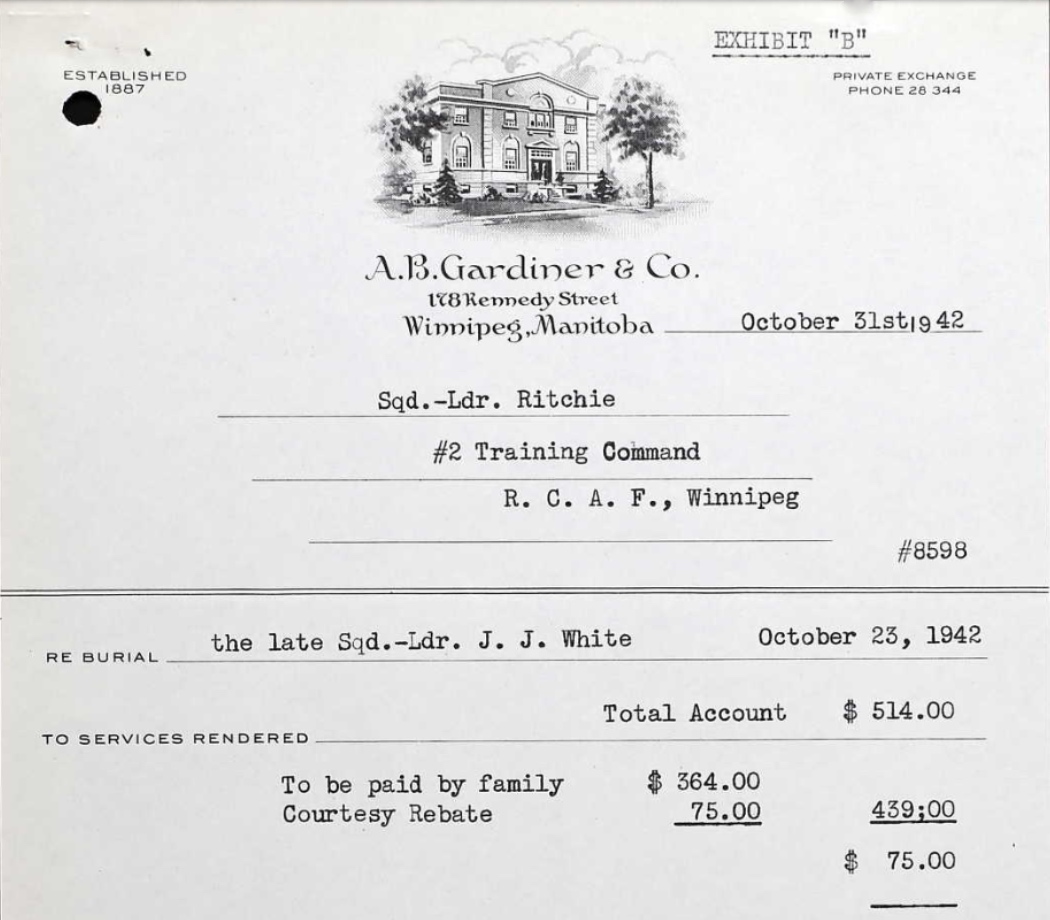 EXHIBIT "B"
ESTABLISHED
1887
PRIVATE EXCHANGE
PHONE 28 344
A.B. Gardiner & Co.
178 Kennedy Street
Winnipeg, Manitoba October 31st 1942
Sqd.-Ldr. Ritchie
#2 Training Command
R. C. A. F., Winnipeg
#8598
RE BURIAL the late Sqd.-Ldr. J. J. White October 23, 1942
Total Account $ 514.00
TO SERVICES RENDERED
To be paid by family $ 364.00
Courtesy Rebate 75.00 439;00
$ 75.00